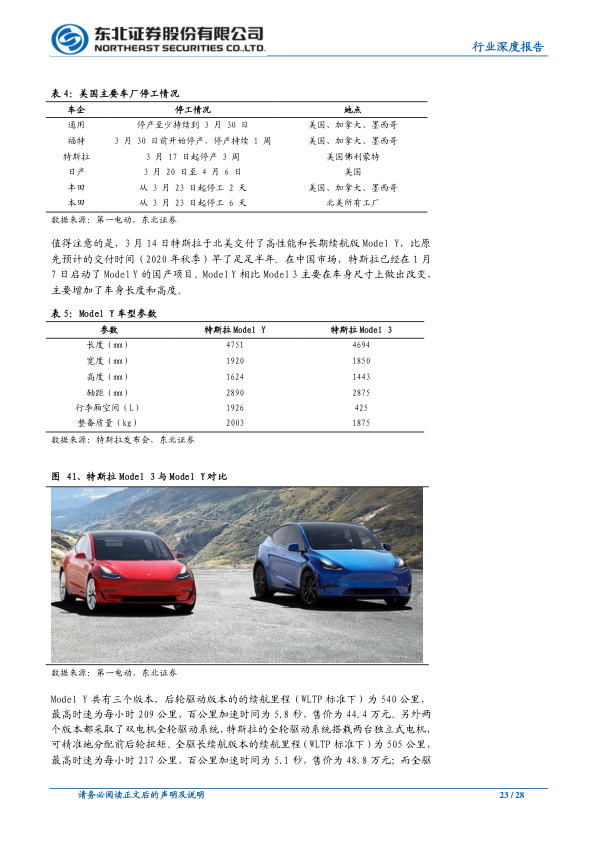 东北证券股份有限公司
NORTHEAST SECURITIES CO.,LTD.
行业深度报告
表 4：美国主要车厂停工情况
车企 停工情况 地点
通用 停产至少持续到 3 月 30 日 美国、加拿大、墨西哥
福特 3 月 30 日前开始停产，停产持续 1 周 美国、加拿大、墨西哥
特斯拉 3 月 17 日起停产 3 周 美国佛利蒙特
日产 3 月 20 日至 4 月 6 日 美国
丰田 从 3 月 23 日起停工 2 天 美国、加拿大、墨西哥
本田 从 3 月 23 日起停工 6 天 北美所有工厂
数据来源：第一电动，东北证券
值得注意的是，3 月 14 日特斯拉于北美交付了高性能和长期续航版 Model Y，比原
先预计的交付时间（2020 年秋季）早了足足半年。在中国市场，特斯拉已经在 1 月
7 日启动了 Model Y 的国产项目。Model Y 相比 Model 3 主要在车身尺寸上做出改变，
主要增加了车身长度和高度。
表 5：Model Y 车型参数
参数 特斯拉 Model Y 特斯拉 Model 3
长度（mm） 4751 4694
宽度（mm） 1920 1850
高度（mm） 1624 1443
轴距（mm） 2890 2875
行李厢空间（L） 1926 425
整备质量（kg） 2003 1875
数据来源：特斯拉发布会，东北证券
图 41、特斯拉 Model 3 与 Model Y 对比
数据来源：第一电动，东北证券
Model Y 共有三个版本，后轮驱动版本的的续航里程（WLTP 标准下）为 540 公里，
最高时速为每小时 209 公里，百公里加速时间为 5.8 秒，售价为 44.4 万元。另外两
个版本都采取了双电机全轮驱动系统，特斯拉的全轮驱动系统搭载两台独立式电机，
可精准地分配前后轮扭矩。全驱长续航版本的续航里程（WLTP 标准下）为 505 公里，
最高时速为每小时 217 公里，百公里加速时间为 5.1 秒，售价为 48.8 万元；而全驱
请务必阅读正文后的声明及说明
23 / 28